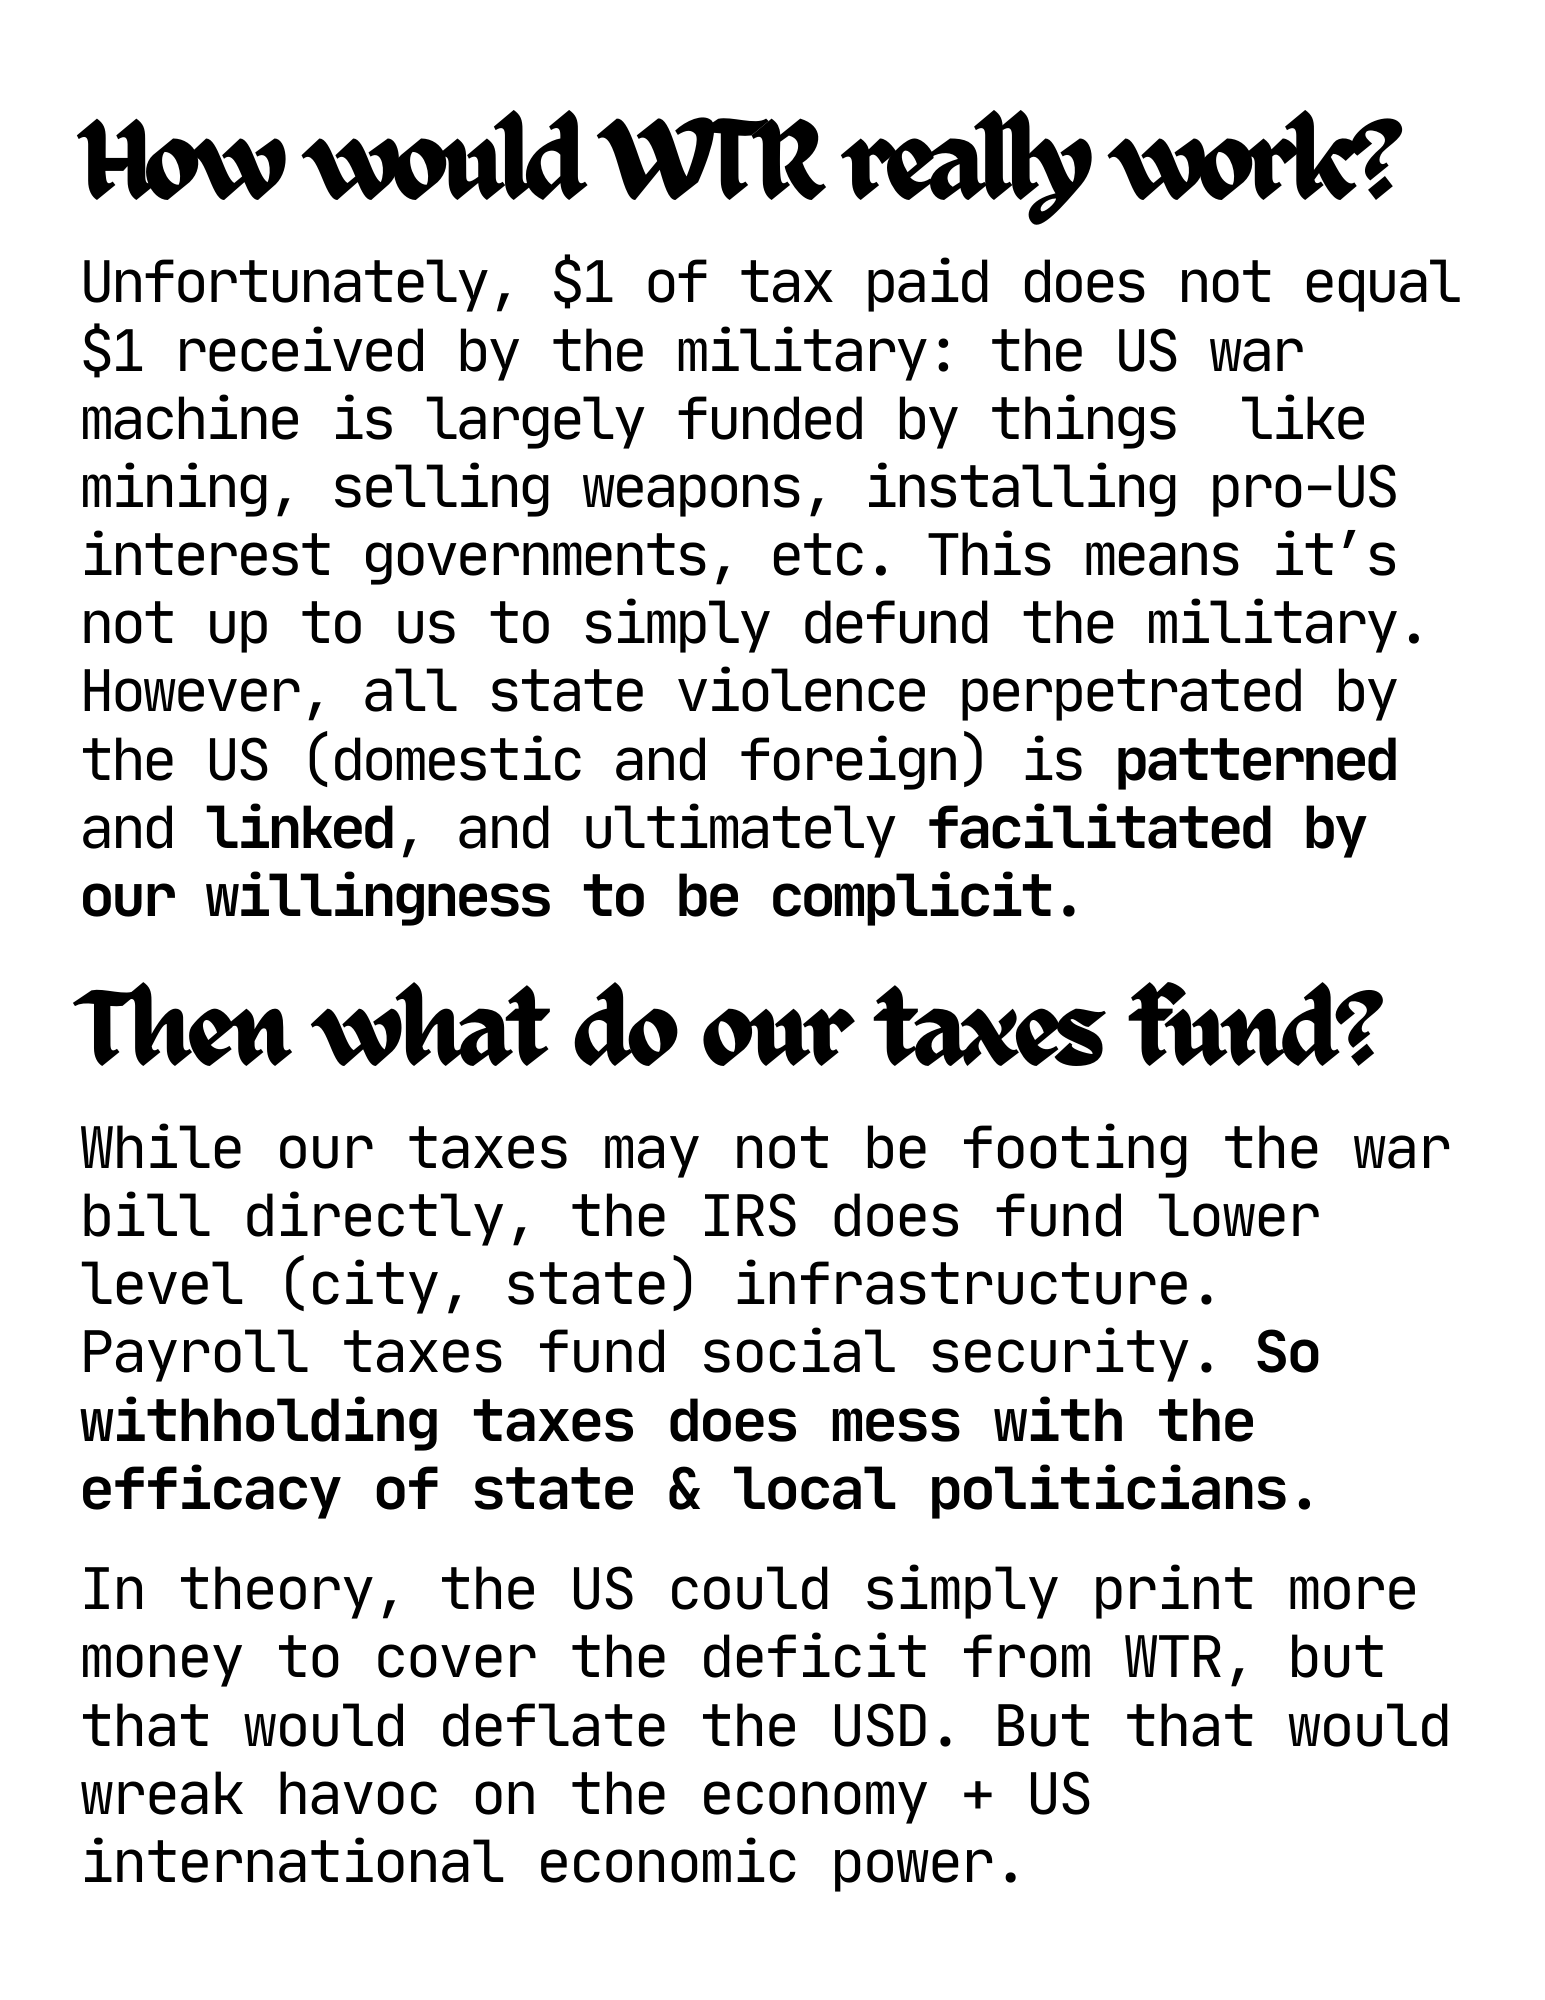 How would WTR really work?
Unfortunately, $1 of tax paid does not equal
$1 received by the military: the US war
machine is largely funded by things  like
mining, selling weapons, installing pro-US
interest governments, etc. This means it’s
not up to us to simply defund the military.
However, all state violence perpetrated by
the US (domestic and foreign) is patterned
and linked, and ultimately facilitated by
our willingness to be complicit.
Then what do our taxes fund?
While our taxes may not be footing the war
bill directly, the IRS does fund lower
level (city, state) infrastructure.
Payroll taxes fund social security. So
withholding taxes does mess with the
efficacy of state & local politicians.
In theory, the US could simply print more
money to cover the deficit from WTR, but
that would deflate the USD. But that would
wreak havoc on the economy + US
international economic power.